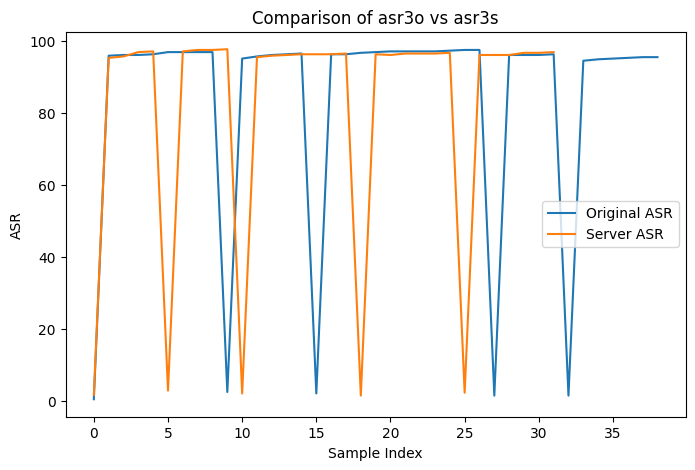 Comparison of asr3o vs asr3s
100
80
60
40
20
0
ASR
Original ASR
Server ASR
0 5 10 15 20 25 30 35
Sample Index